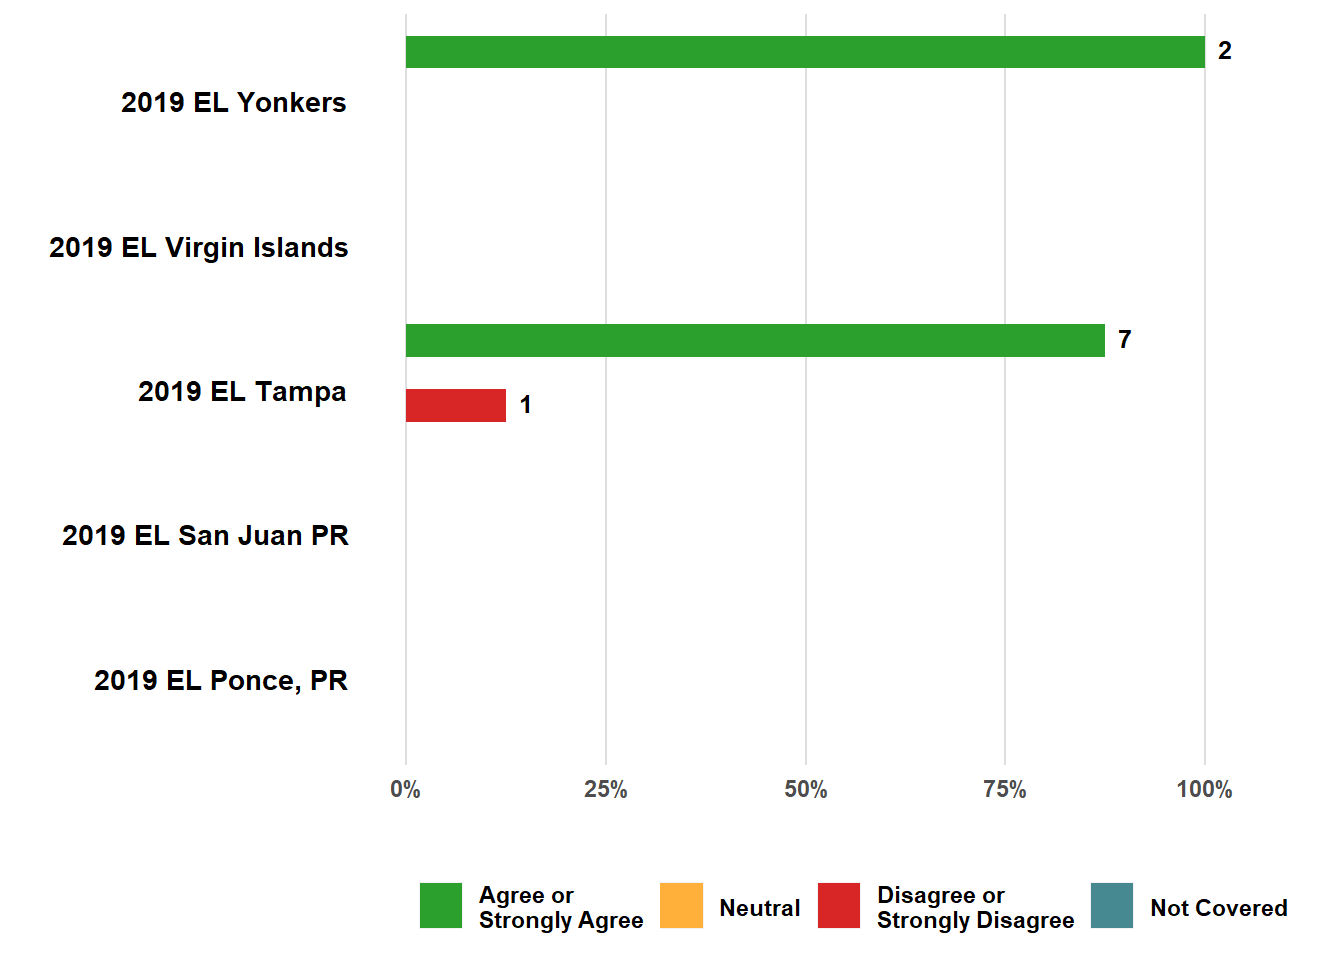 2
2019 EL Yonkers
2019 EL Virgin Islands
7
2019 EL Tampa
1
2019 EL San Juan PR
2019 EL Ponce, PR
0% 25% 50% 75% 100%
Agree or
Strongly Agree
Neutral
Disagree or
Strongly Disagree
Not Covered